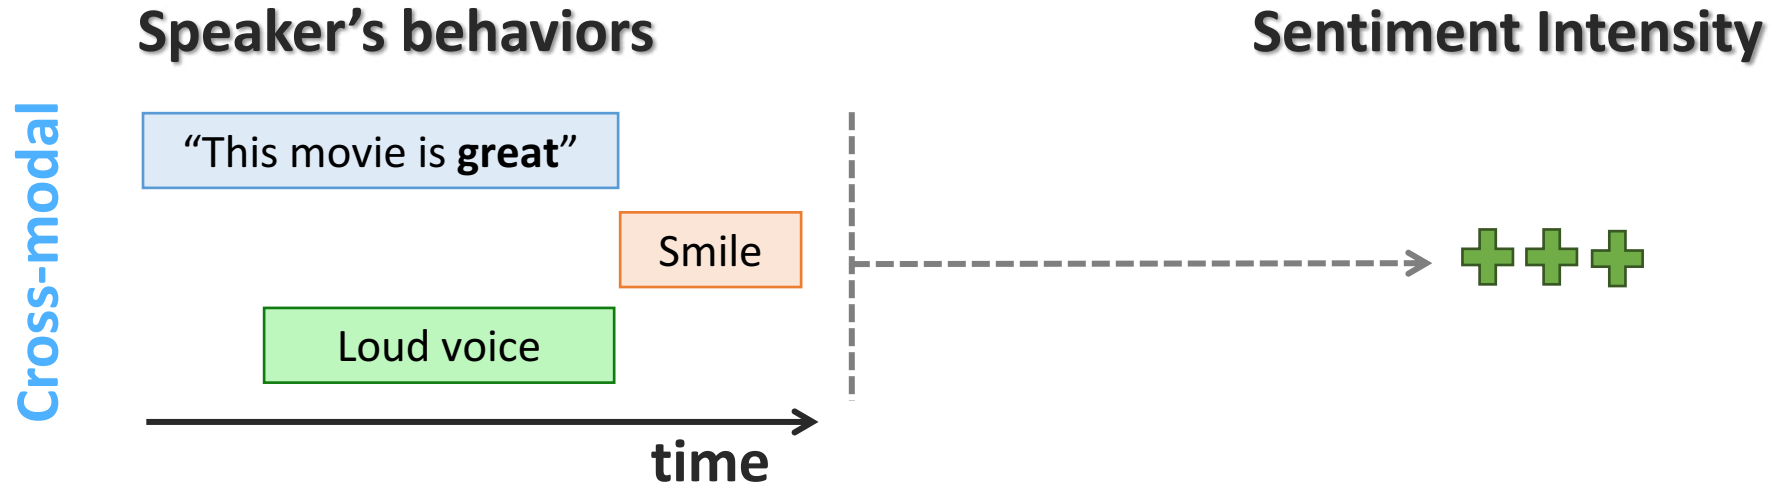 Speaker’s behaviors
Sentiment Intensity
Cross-modal
“This movie is great”
Smile
Loud voice
time